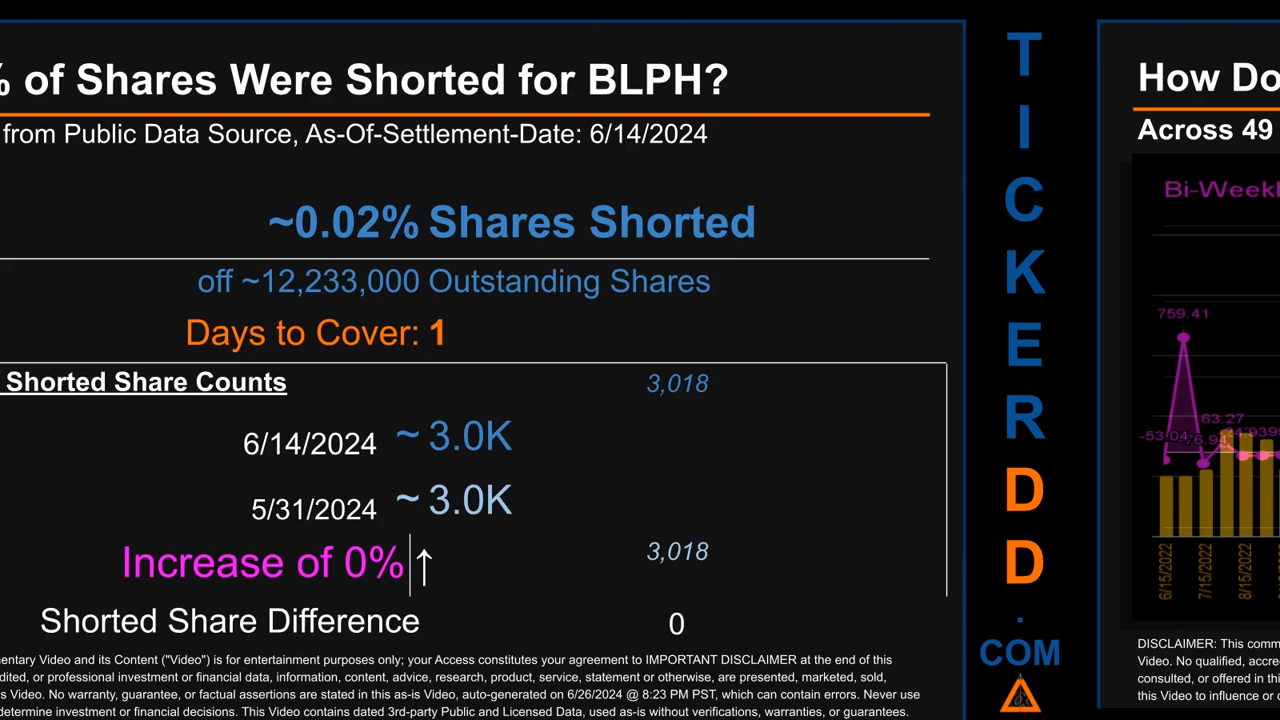 % of Shares Were Shorted for BLPH?
from Public Data Source, As-Of-Settlement-Date: 6/14/2024
~0.02% Shares Shorted
off ~12,233,000 Outstanding Shares
Days to Cover: 1
Shorted Share Counts
3,018
6/14/2024 ~ 3.0K
5/31/2024 ~ 3.0K
Increase of 0% ↑
3,018
Shorted Share Difference
0
Video and its Content ("Video") is for entertainment purposes only; your Access constitutes your agreement to IMPORTANT DISCLAIMER at the end of this
or professional investment or financial data, information, content, advice, research, product, service, statement or otherwise, are presented, marketed, sold,
Video. No warranty, guarantee, or factual assertions are stated in this as-is Video, auto-generated on 6/26/2024 @ 8:23 PM PST, which can contain errors. Never use
determine investment or financial decisions. This Video contains dated 3rd-party Public and Licensed Data, used as-is without verifications, warranties, or guarantees.
T
I
C
K
E
R
D
D
.
COM
How Do
Across 49
Bi-Weekl
759.41
63.27
-53.04
-76.94
6/15/2022
7/15/2022
8/15/2022
DISCLAIMER: This comm
Video. No qualified, accre
consulted, or offered in thi
this Video to influence or d